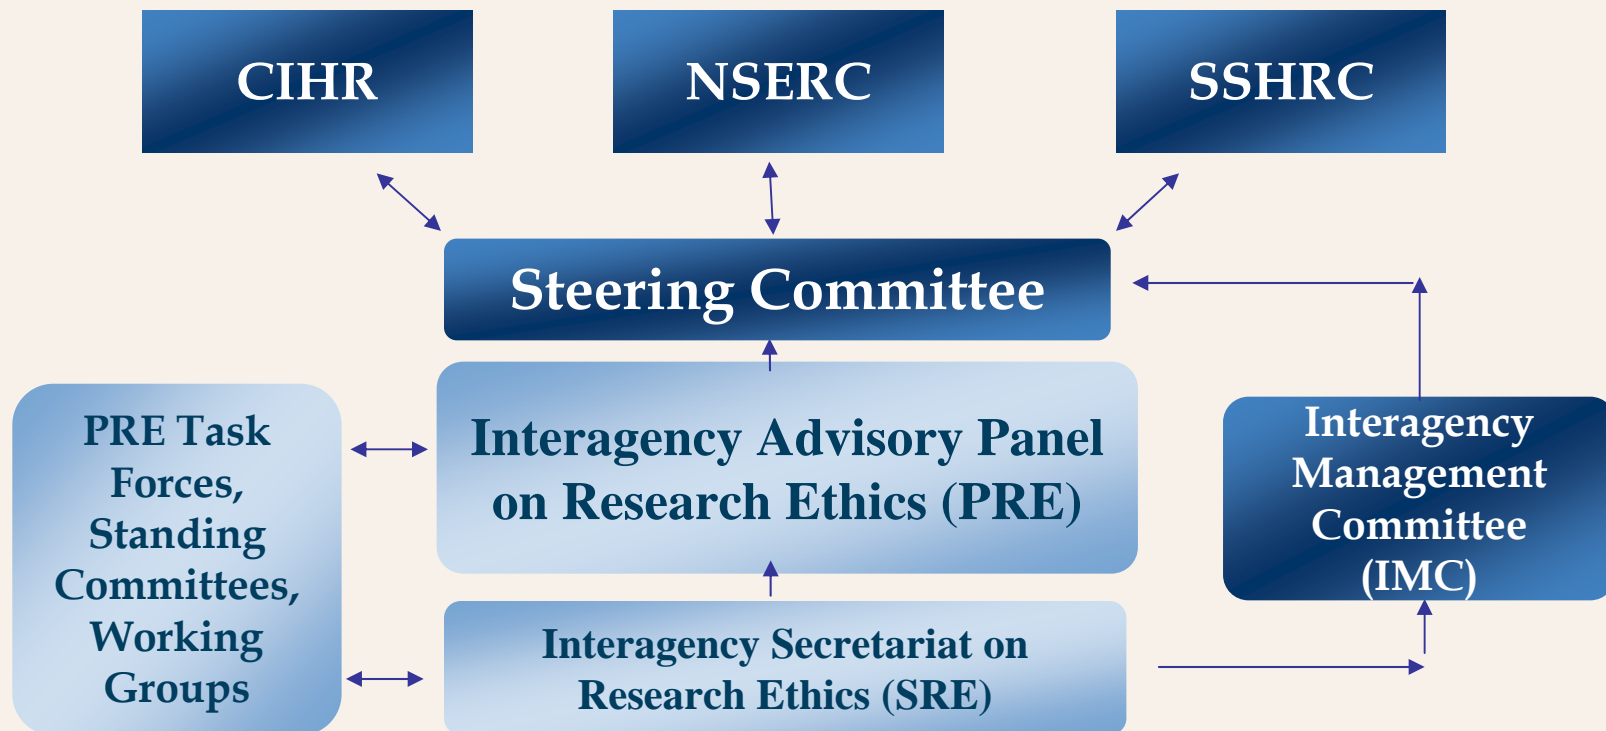 CIHR
NSERC
SSHRC
Steering Committee
PRE Task
Forces,
Standing
Committees,
Working
Groups
Interagency Advisory Panel
on Research Ethics (PRE)
Interagency
Management
Committee
(IMC)
Interagency Secretariat on
Research Ethics (SRE)